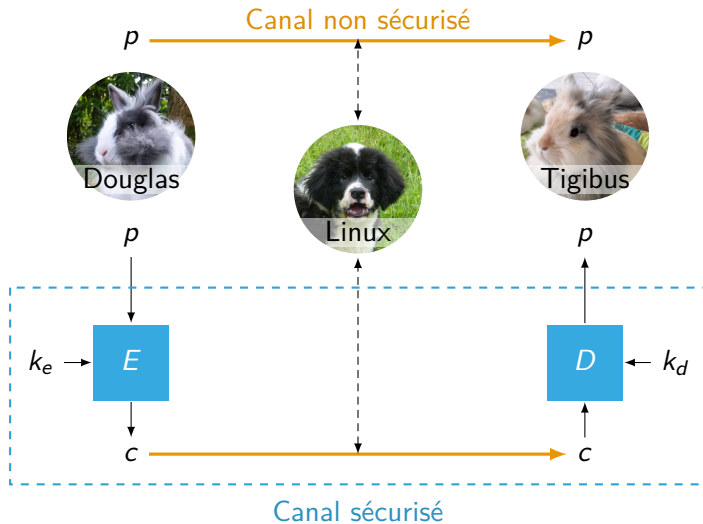 Canal non sécurisé
p p
Douglas Linux Tigibus
p p
k_e E D k_d
c c
Canal sécurisé